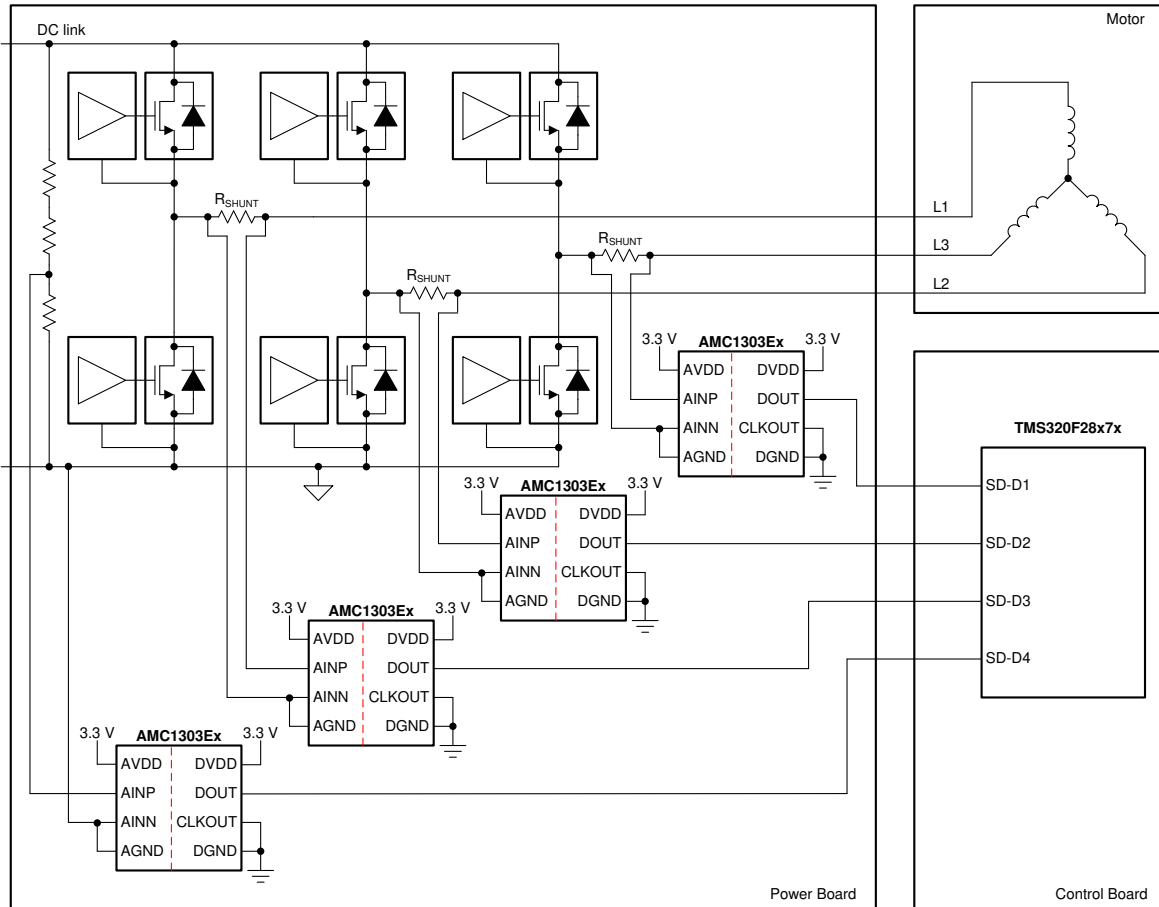 DC link
Motor
R_SHUNT
L1
R_SHUNT
L3
R_SHUNT
L2
3.3 V
AMC1303Ex
3.3 V
AVDD
DVDD
AINP
DOUT
AINN
CLKOUT
AGND
DGND
TMS320F28x7x
SD-D1
SD-D2
SD-D3
SD-D4
3.3 V
AMC1303Ex
3.3 V
AVDD
DVDD
AINP
DOUT
AINN
CLKOUT
AGND
DGND
3.3 V
AMC1303Ex
3.3 V
AVDD
DVDD
AINP
DOUT
AINN
CLKOUT
AGND
DGND
3.3 V
AMC1303Ex
3.3 V
AVDD
DVDD
AINP
DOUT
AINN
CLKOUT
AGND
DGND
Power Board
Control Board